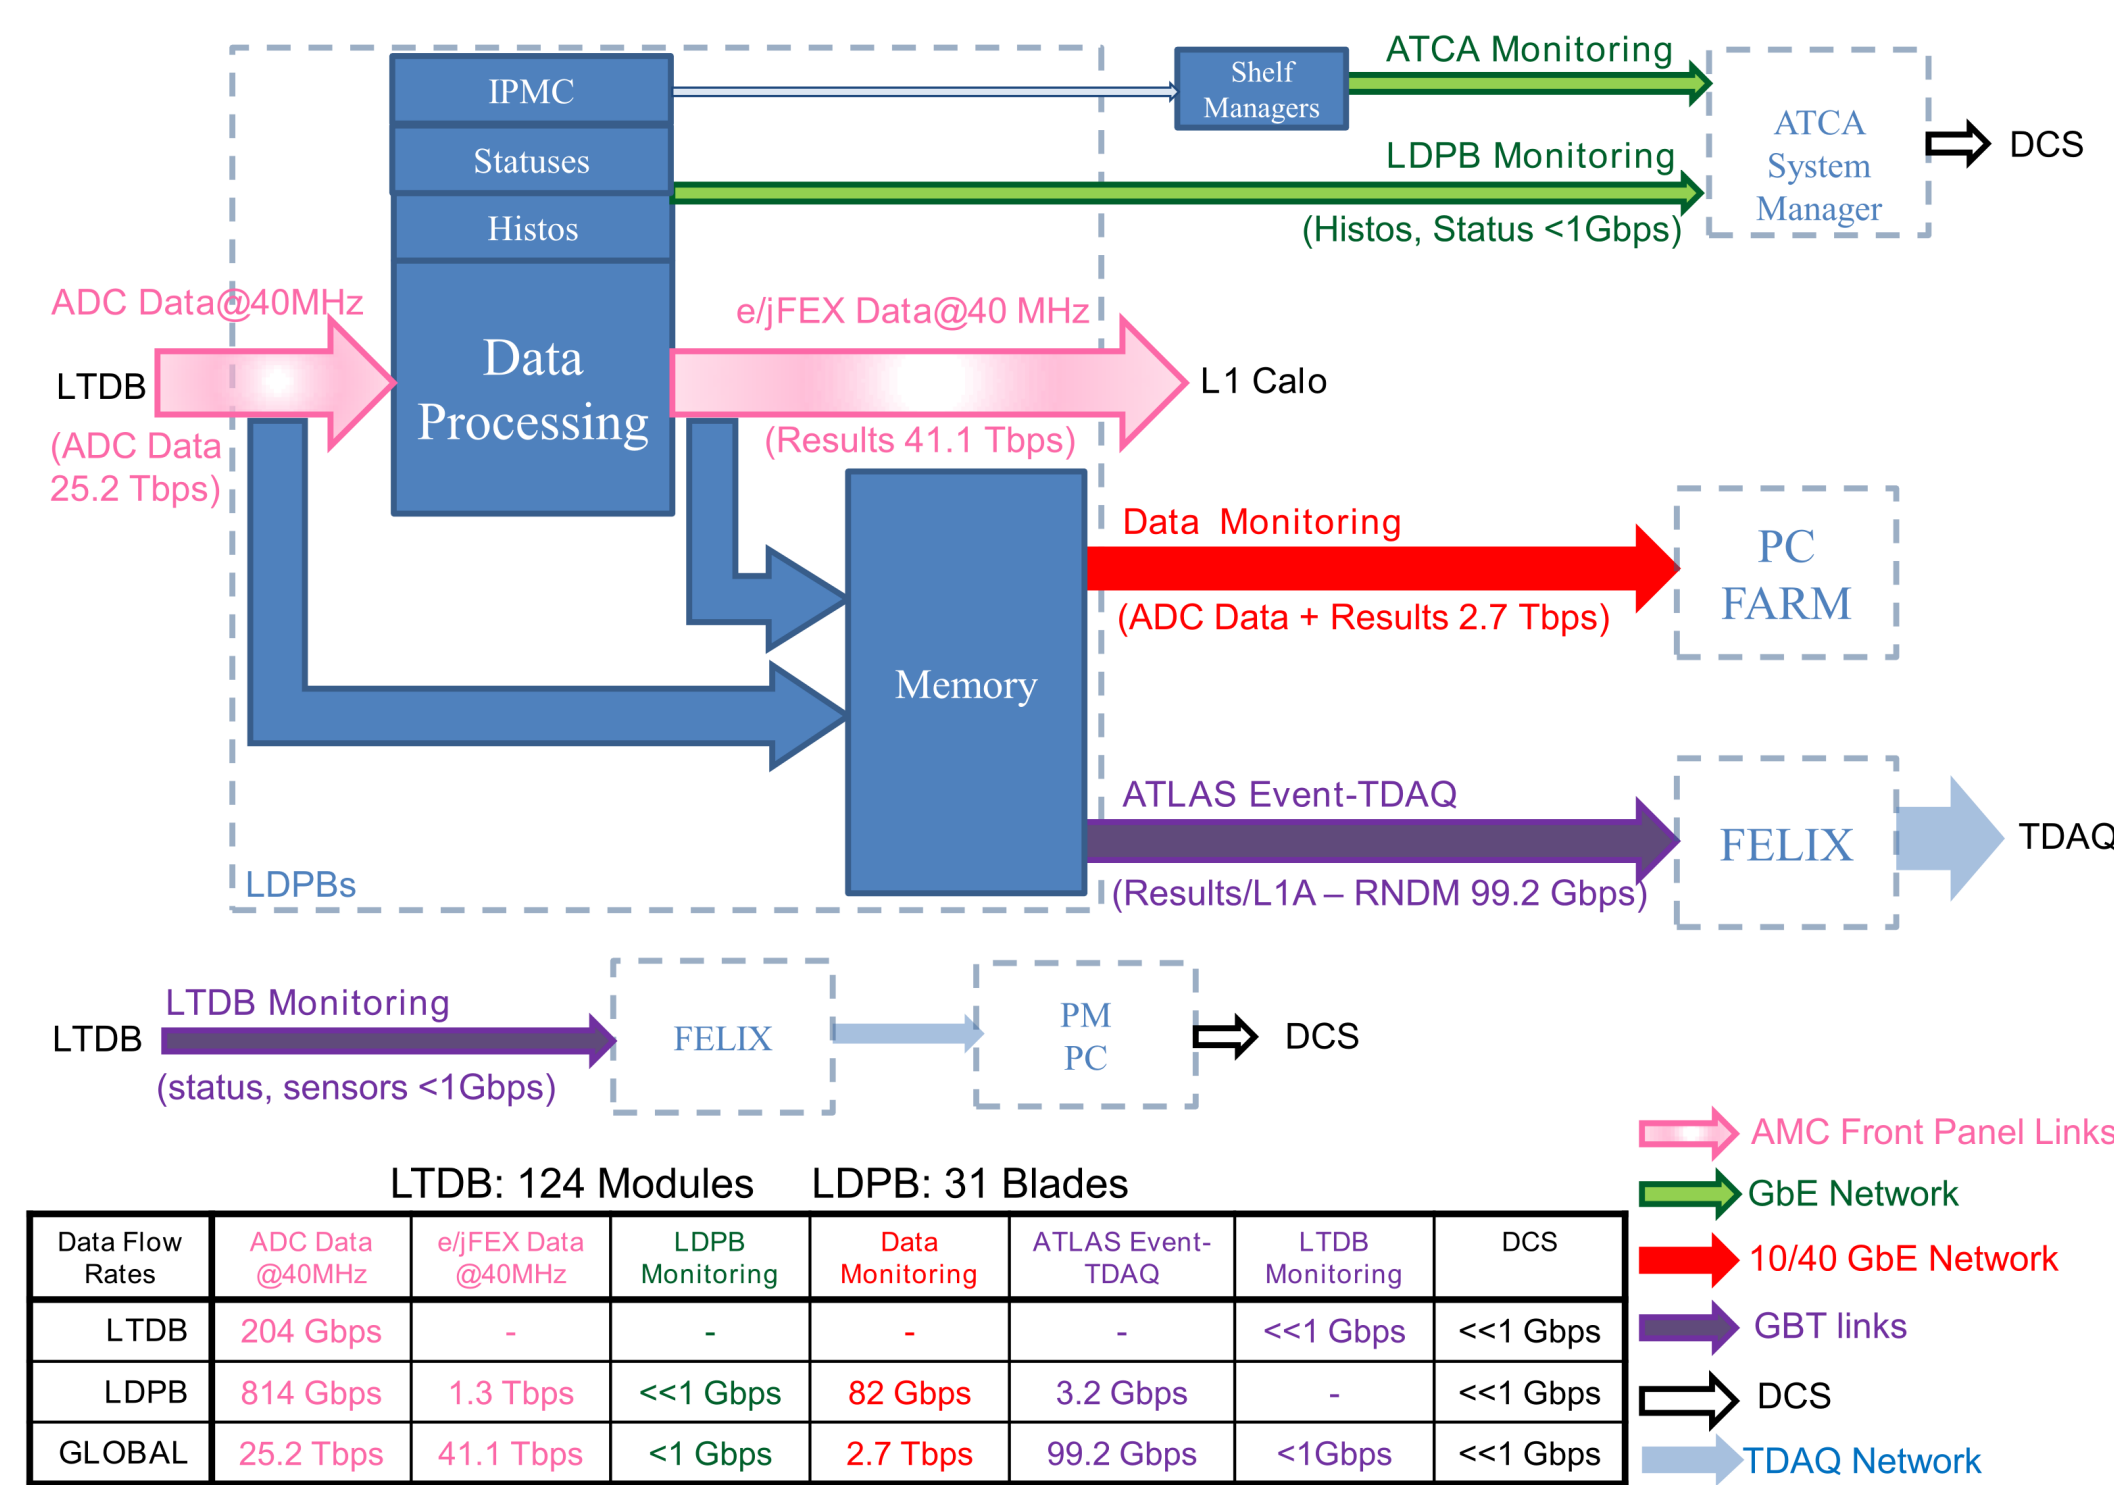 IPMC
Statuses
Histos
Data
Processing
Shelf
Managers
ATCA Monitoring
LDPB Monitoring
(Histos, Status <1Gbps)
ATCA
System
Manager
DCS
ADC Data@40MHz
LTDB
(ADC Data
25.2 Tbps)
e/jFEX Data@40 MHz
L1 Calo
(Results 41.1 Tbps)
Memory
Data Monitoring
(ADC Data + Results 2.7 Tbps)
PC
FARM
ATLAS Event-TDAQ
(Results/L1A – RNDM 99.2 Gbps)
FELIX
TDAQ
LDPBs
LTDB Monitoring
LTDB
(status, sensors <1Gbps)
FELIX
PM
PC
DCS
AMC Front Panel Links
GbE Network
10/40 GbE Network
GBT links
DCS
TDAQ Network
LTDB: 124 Modules LDPB: 31 Blades
Data Flow
Rates
ADC Data
@40MHz
e/jFEX Data
@40MHz
LDPB
Monitoring
Data
Monitoring
ATLAS Event-
TDAQ
LTDB
Monitoring
DCS
LTDB 204 Gbps - - - - <<1 Gbps <<1 Gbps
LDPB 814 Gbps 1.3 Tbps <<1 Gbps 82 Gbps 3.2 Gbps - <<1 Gbps
GLOBAL 25.2 Tbps 41.1 Tbps <1 Gbps 2.7 Tbps 99.2 Gbps <1Gbps <<1 Gbps